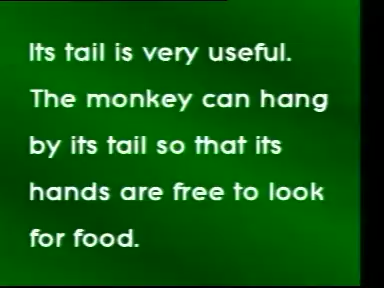 Its tail is very useful.
The monkey can hang
by its tail so that its
hands are free to look
for food.